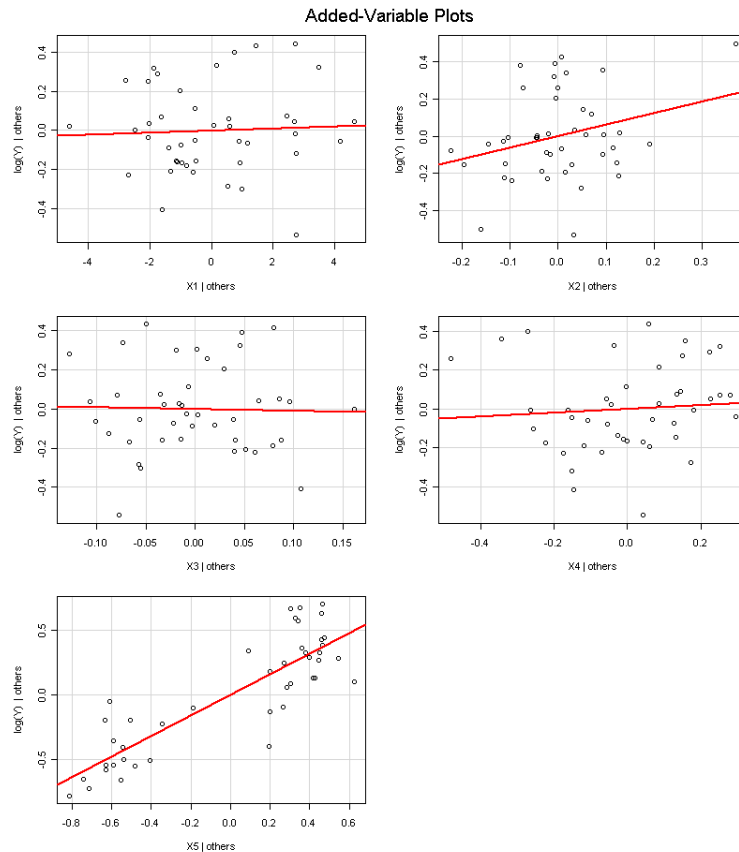 Added-Variable Plots
log(Y) | others
-0.4 -0.2 0.0 0.2 0.4
-4 -2 0 2 4
X1 | others
log(Y) | others
-0.4 -0.2 0.0 0.2 0.4
-0.2 -0.1 0.0 0.1 0.2 0.3
X2 | others
log(Y) | others
-0.4 -0.2 0.0 0.2 0.4
-0.10 -0.05 0.00 0.05 0.10 0.15
X3 | others
log(Y) | others
-0.4 -0.2 0.0 0.2 0.4
-0.4 -0.2 0.0 0.2
X4 | others
log(Y) | others
-0.5 0.0 0.5
-0.8 -0.6 -0.4 -0.2 0.0 0.2 0.4 0.6
X5 | others